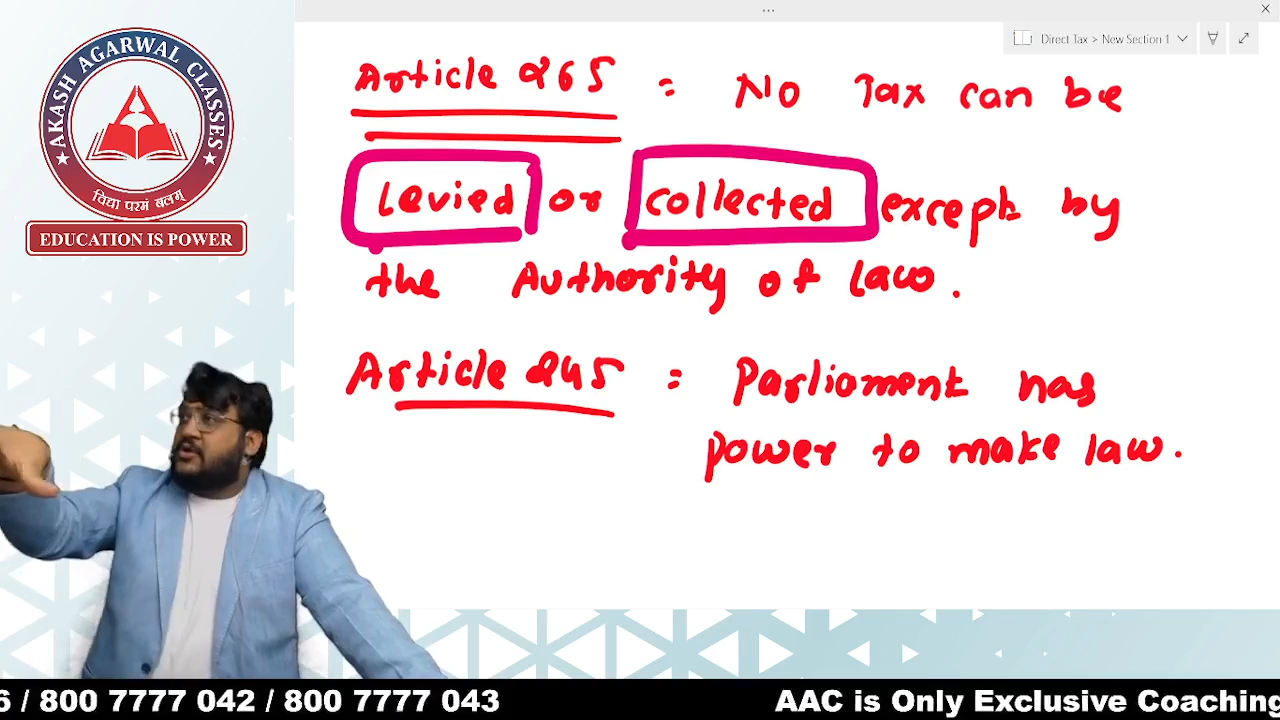 AKASH AGARWAL CLASSES
विद्या परमं बलम्
EDUCATION IS POWER
Direct Tax > New Section 1
Article 265 = No Tax can be
Levied or collected except by
the Authority of Law.
Article 245 = Parlioment has
power to make law.
6 / 800 7777 042 / 800 7777 043
AAC is Only Exclusive Coaching